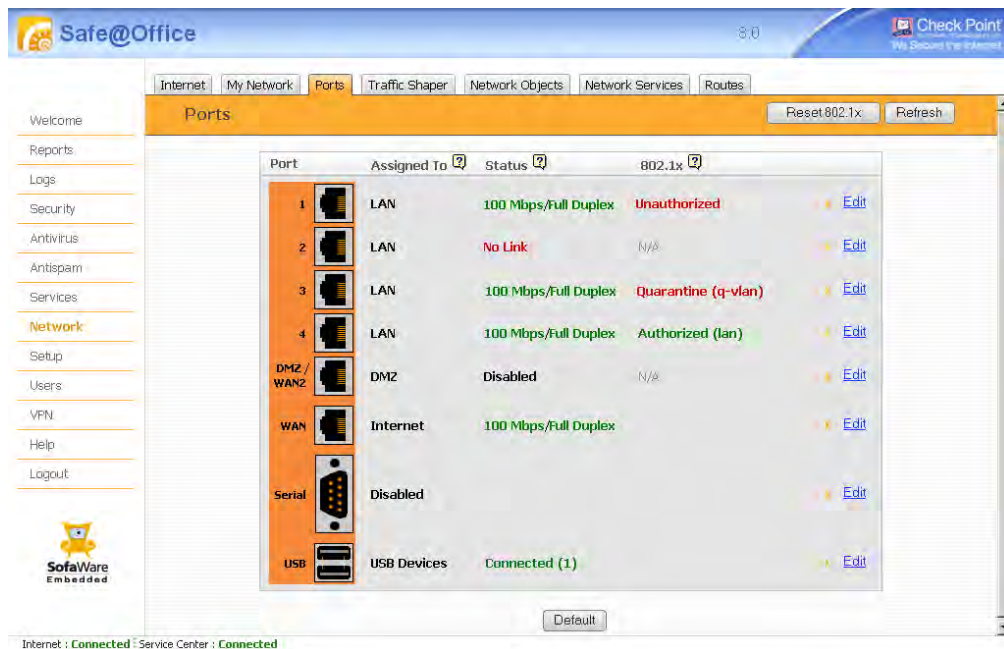 Safe@Office
8.0
Check Point
We Secure the Internet
Internet My Network Ports Traffic Shaper Network Objects Network Services Routes
Ports Reset 802.1x Refresh
Welcome
Reports
Logs
Security
Antivirus
Antispam
Services
Network
Setup
Users
VPN
Help
Logout
SofaWare
Embedded
Port Assigned To ? Status ? 802.1x ?
1 LAN 100 Mbps/Full Duplex Unauthorized Edit
2 LAN No Link N/A Edit
3 LAN 100 Mbps/Full Duplex Quarantine (q-vlan) Edit
4 LAN 100 Mbps/Full Duplex Authorized (lan) Edit
DMZ / WAN2 DMZ Disabled N/A Edit
WAN Internet 100 Mbps/Full Duplex Edit
Serial Disabled Edit
USB USB Devices Connected (1) Edit
Default
Internet : Connected Service Center : Connected